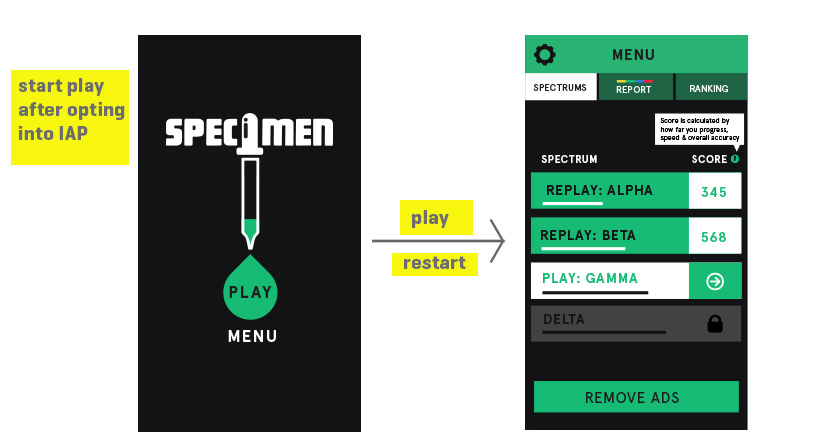 start play
after opting
into IAP
SPECIMEN
PLAY
MENU
play
restart
MENU
SPECTRUMS
REPORT
RANKING
Score is calculated by
how far you progress,
speed & overall accuracy
SPECTRUM SCORE
REPLAY: ALPHA 345
REPLAY: BETA 568
PLAY: GAMMA
DELTA
REMOVE ADS